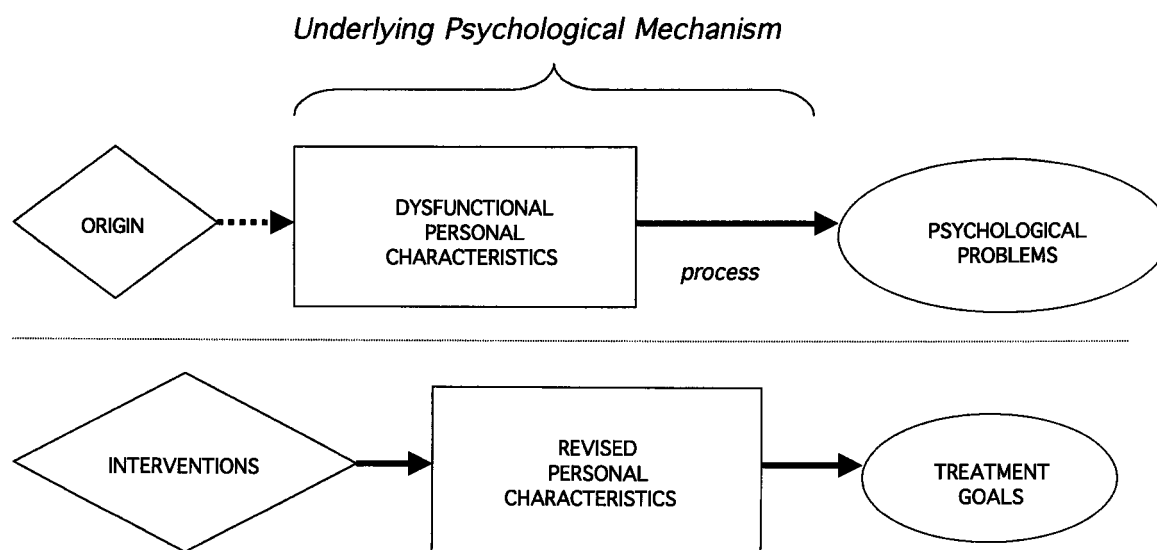 Underlying Psychological Mechanism
ORIGIN
DYSFUNCTIONAL
PERSONAL
CHARACTERISTICS
process
PSYCHOLOGICAL
PROBLEMS
INTERVENTIONS
REVISED
PERSONAL
CHARACTERISTICS
TREATMENT
GOALS